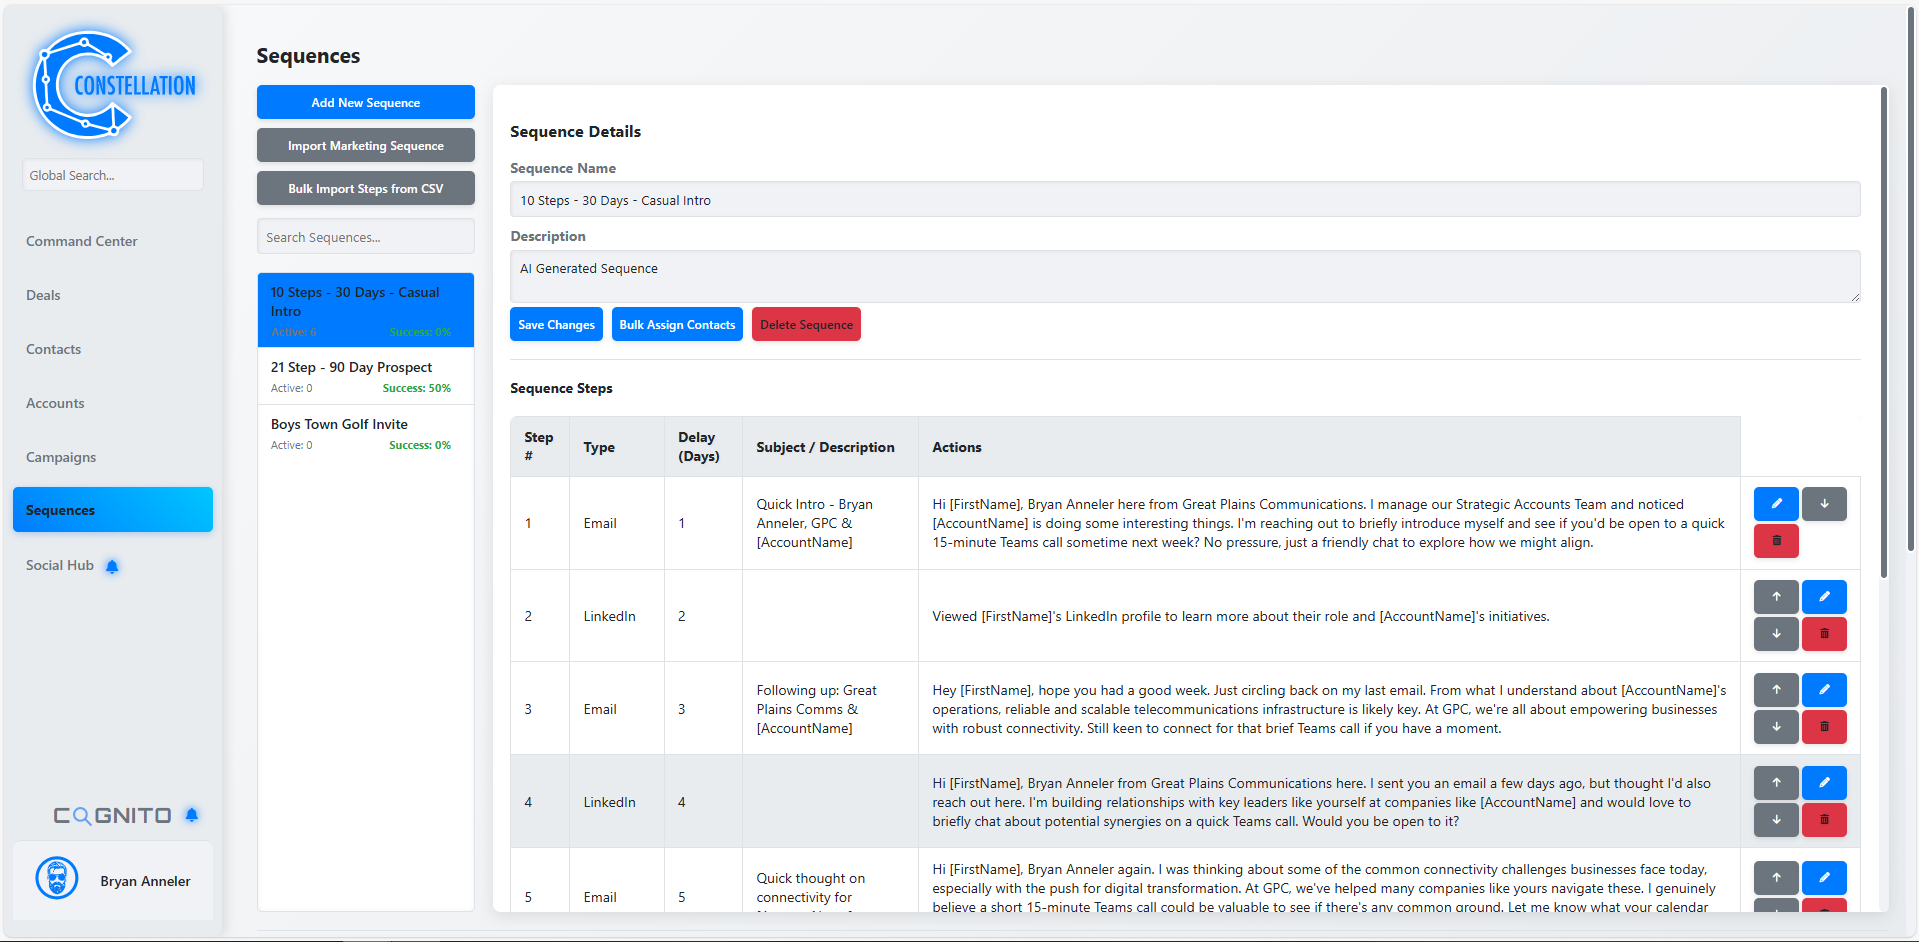 CONSTELLATION
Global Search...
Command Center
Deals
Contacts
Accounts
Campaigns
Sequences
Social Hub
COGNITO
Bryan Anneler
Sequences
Add New Sequence
Import Marketing Sequence
Bulk Import Steps from CSV
Search Sequences...
10 Steps - 30 Days - Casual
Intro
Active: 6 Success: 0%
21 Step - 90 Day Prospect
Active: 0 Success: 50%
Boys Town Golf Invite
Active: 0 Success: 0%
Sequence Details
Sequence Name
10 Steps - 30 Days - Casual Intro
Description
AI Generated Sequence
Save Changes Bulk Assign Contacts Delete Sequence
Sequence Steps
Step
#
Type
Delay
(Days)
Subject / Description
Actions
1
Email
1
Quick Intro - Bryan
Anneler, GPC &
[AccountName]
Hi [FirstName], Bryan Anneler here from Great Plains Communications. I manage our Strategic Accounts Team and noticed
[AccountName] is doing some interesting things. I'm reaching out to briefly introduce myself and see if you'd be open to a quick
15-minute Teams call sometime next week? No pressure, just a friendly chat to explore how we might align.
2
LinkedIn
2
Viewed [FirstName]'s LinkedIn profile to learn more about their role and [AccountName]'s initiatives.
3
Email
3
Following up: Great
Plains Comms &
[AccountName]
Hey [FirstName], hope you had a good week. Just circling back on my last email. From what I understand about [AccountName]'s
operations, reliable and scalable telecommunications infrastructure is likely key. At GPC, we're all about empowering businesses
with robust connectivity. Still keen to connect for that brief Teams call if you have a moment.
4
LinkedIn
4
Hi [FirstName], Bryan Anneler from Great Plains Communications here. I sent you an email a few days ago, but thought I'd also
reach out here. I'm building relationships with key leaders like yourself at companies like [AccountName] and would love to
briefly chat about potential synergies on a quick Teams call. Would you be open to it?
5
Email
5
Quick thought on
connectivity for
Hi [FirstName], Bryan Anneler again. I was thinking about some of the common connectivity challenges businesses face today,
especially with the push for digital transformation. At GPC, we've helped many companies like yours navigate these. I genuinely
believe a short 15-minute Teams call could be valuable to see if there's any common ground. Let me know what your calendar